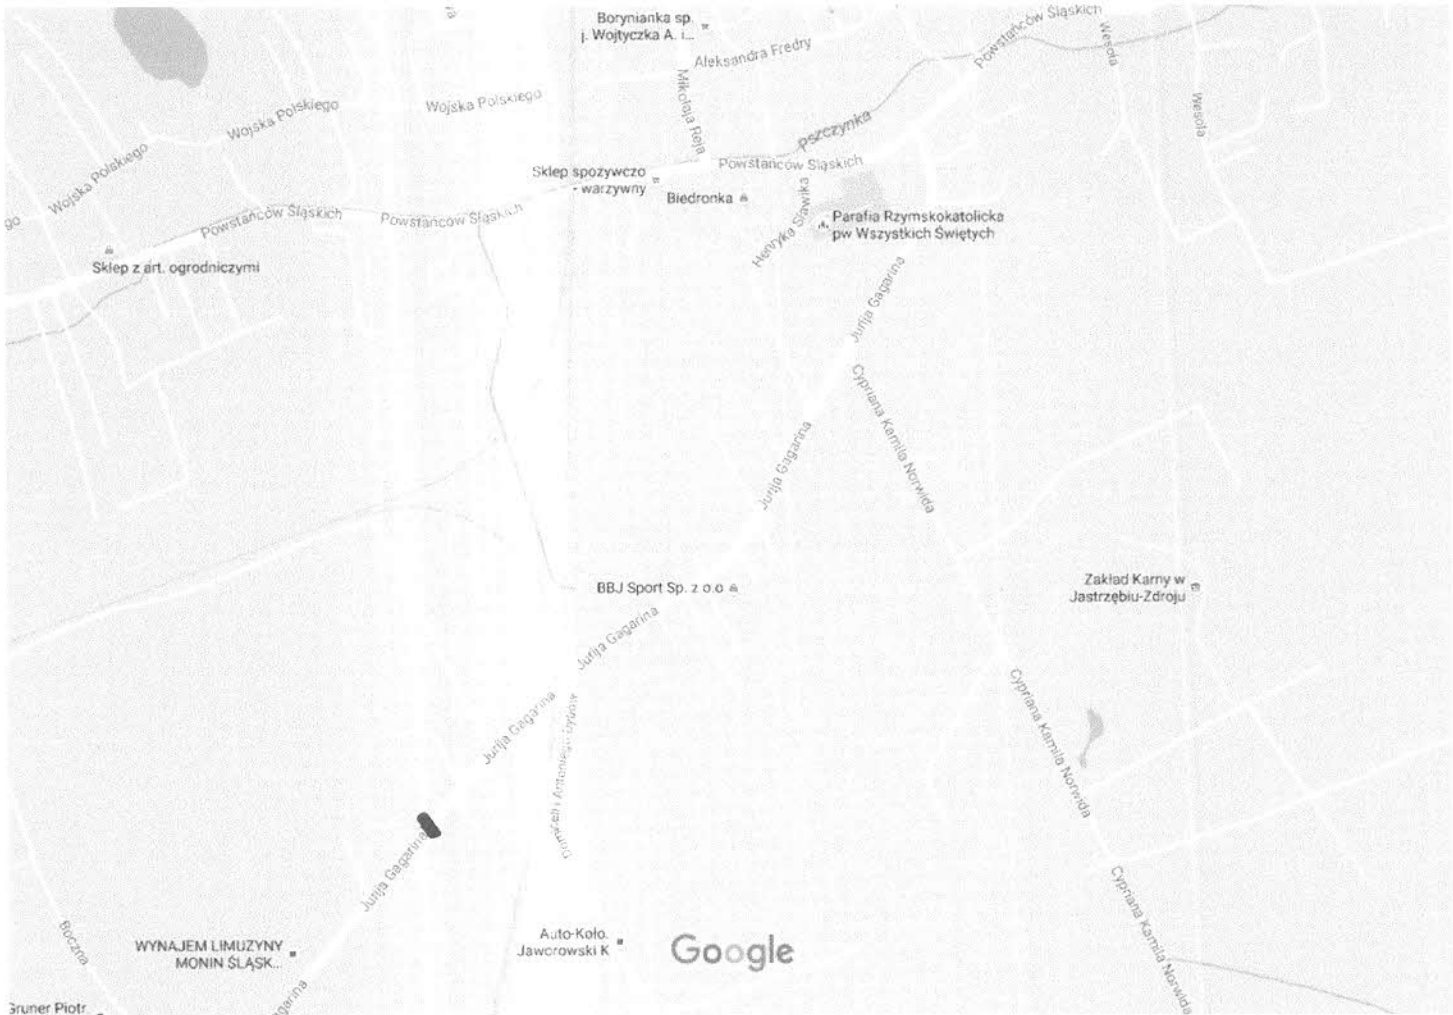 Borynianka sp.
j. Wojtyczka A. i...
Aleksandra Fredry
Powstańców Śląskich
Wesoła
Mikołaja Reja
Wojska Polskiego
Wojska Polskiego
Wesoła
Pszczynka
Wojska Polskiego
Powstańców Śląskich
Sklep spożywczo
- warzywny
Biedronka
Henryka Sławika
Parafia Rzymskokatolicka
pw Wszystkich Świętych
Powstańców Śląskich
Powstańców Śląskich
go
Sklep z art. ogrodniczymi
Jurija Gagarina
Cypriana Kamila Norwida
Jurija Gagarina
BBJ Sport Sp. z o.o
Zakład Karny w
Jastrzębiu-Zdroju
Jurija Gagarina
Jurija Gagarina
Cypriana Kamila Norwida
Jurija Gagarina
Cypriana Kamila Norwida
Boczna
WYNAJEM LIMUZYNY
MONIN ŚLĄSK...
Auto-Koło.
Jaworowski K
Google
garina
Gruner Piotr.